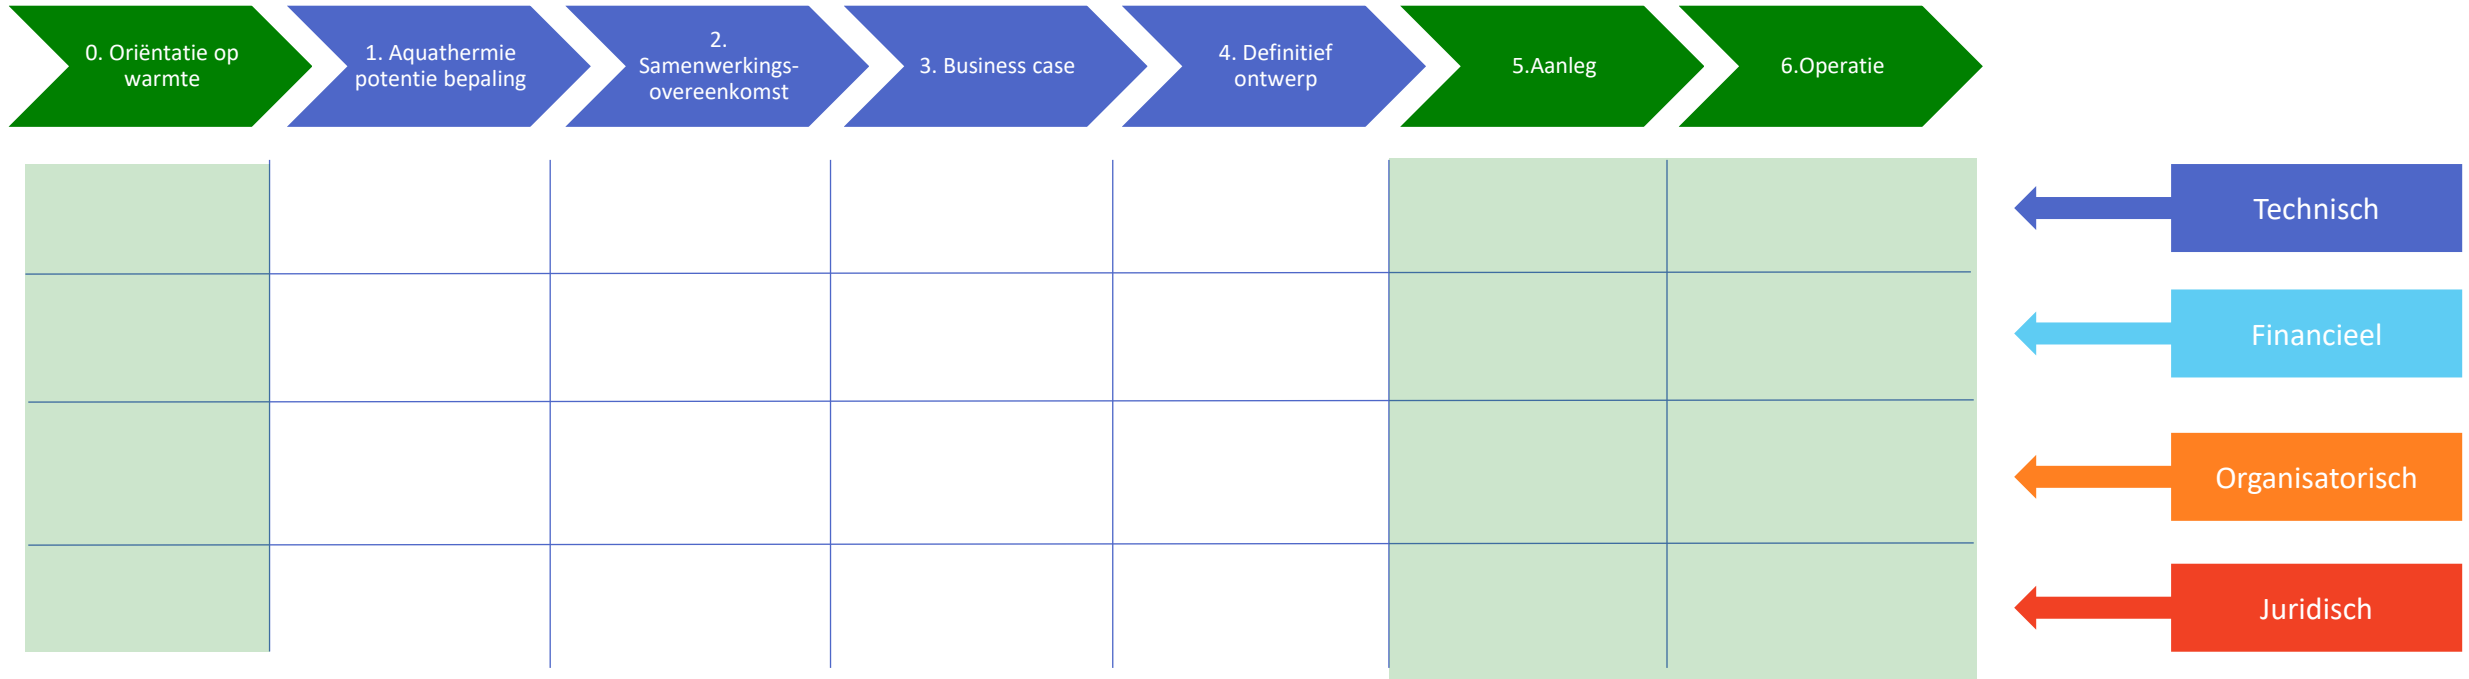 0. Oriëntatie op
warmte
1. Aquathermie
potentie bepaling
2.
Samenwerkings-
overeenkomst
3. Business case
4. Definitief
ontwerp
5.Aanleg
6.Operatie
Technisch
Financieel
Organisatorisch
Juridisch